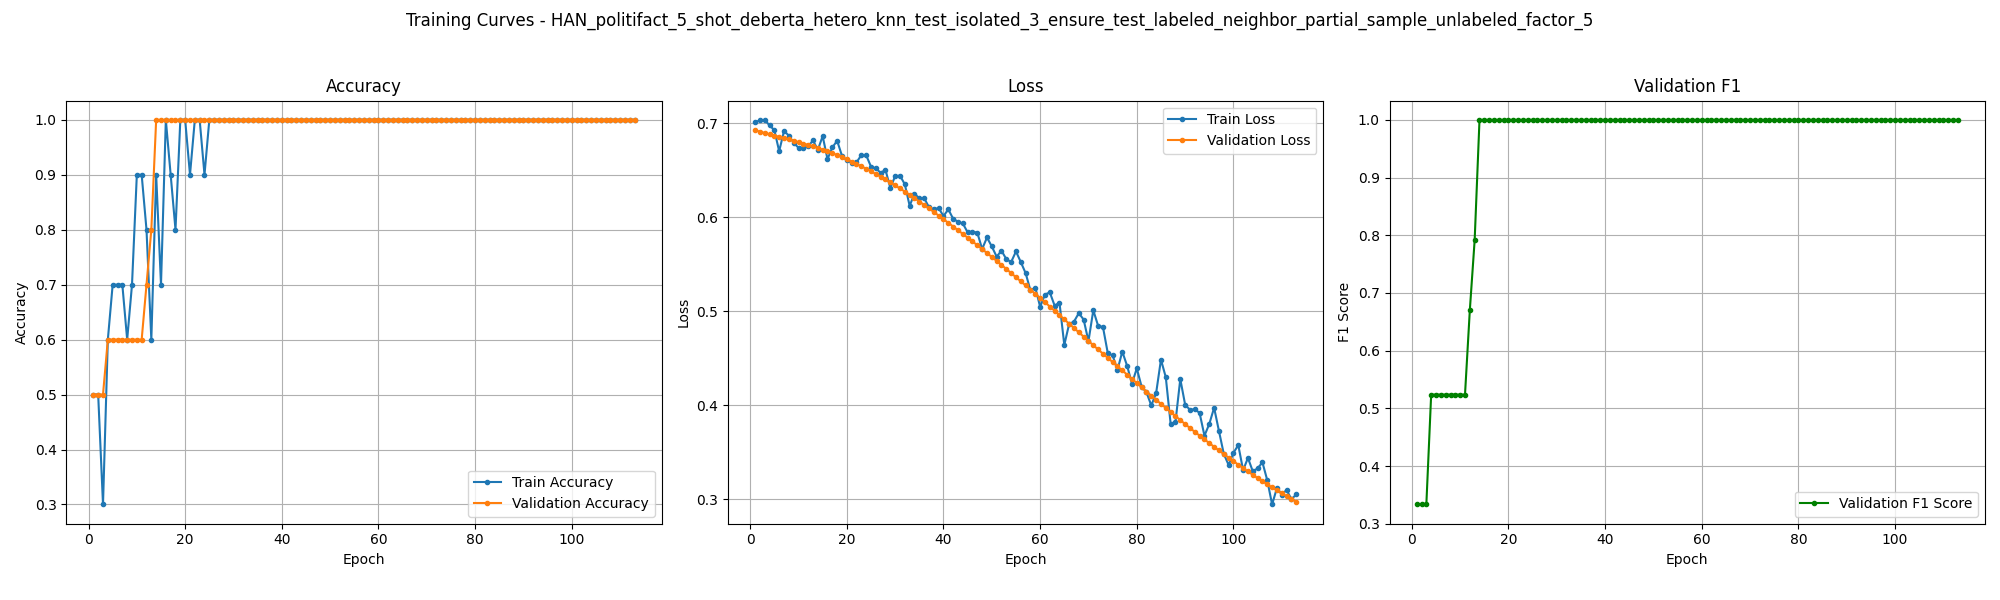 Training Curves - HAN_politifact_5_shot_deberta_hetero_knn_test_isolated_3_ensure_test_labeled_neighbor_partial_sample_unlabeled_factor_5
Accuracy
Accuracy
1.0
0.9
0.8
0.7
0.6
0.5
0.4
0.3
0 20 40 60 80 100
Epoch
Train Accuracy
Validation Accuracy
Loss
Loss
0.7
0.6
0.5
0.4
0.3
0 20 40 60 80 100
Epoch
Train Loss
Validation Loss
Validation F1
F1 Score
1.0
0.9
0.8
0.7
0.6
0.5
0.4
0.3
0 20 40 60 80 100
Epoch
Validation F1 Score